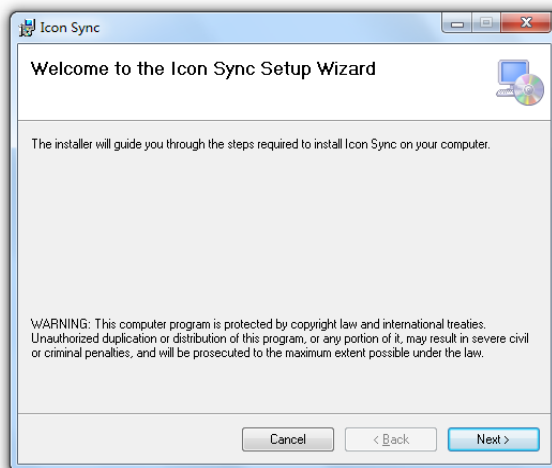 Icon Sync
Welcome to the Icon Sync Setup Wizard
The installer will guide you through the steps required to install Icon Sync on your computer.
WARNING: This computer program is protected by copyright law and international treaties.
Unauthorized duplication or distribution of this program, or any portion of it, may result in severe civil
or criminal penalties, and will be prosecuted to the maximum extent possible under the law.
Cancel < Back Next >